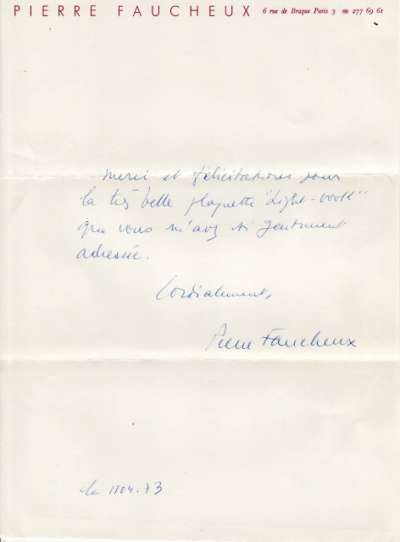 PIERRE FAUCHEUX 6 rue de Braque Paris 3 277 69 61
Merci et félicitations pour
la très belle plaquette "Light-work"
que vous m'avez si gentiment
adressée.
Cordialement,
Pierre Faucheux
le 11 04. 73